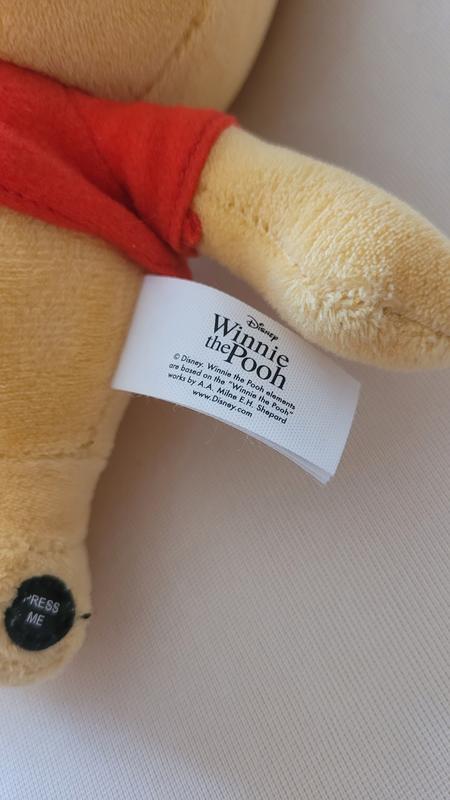 Disney
Winnie
the Pooh
© Disney. Winnie the Pooh elements
are based on the "Winnie the Pooh"
works by A.A. Milne E.H. Shepard
www.Disney.com
PRESS
ME